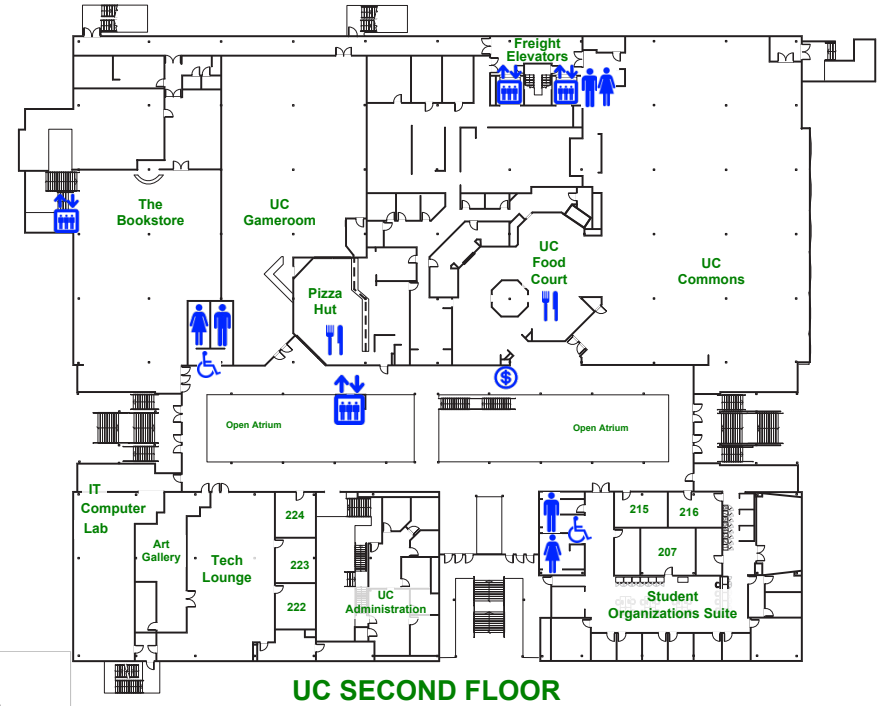 Freight
Elevators
The
Bookstore
UC
Gameroom
UC
Food
Court
UC
Commons
Pizza
Hut
$
Open Atrium
Open Atrium
IT
Computer
Lab
Art
Gallery
Tech
Lounge
224
223
222
UC
Administration
215
216
207
Student
Organizations Suite
UC SECOND FLOOR